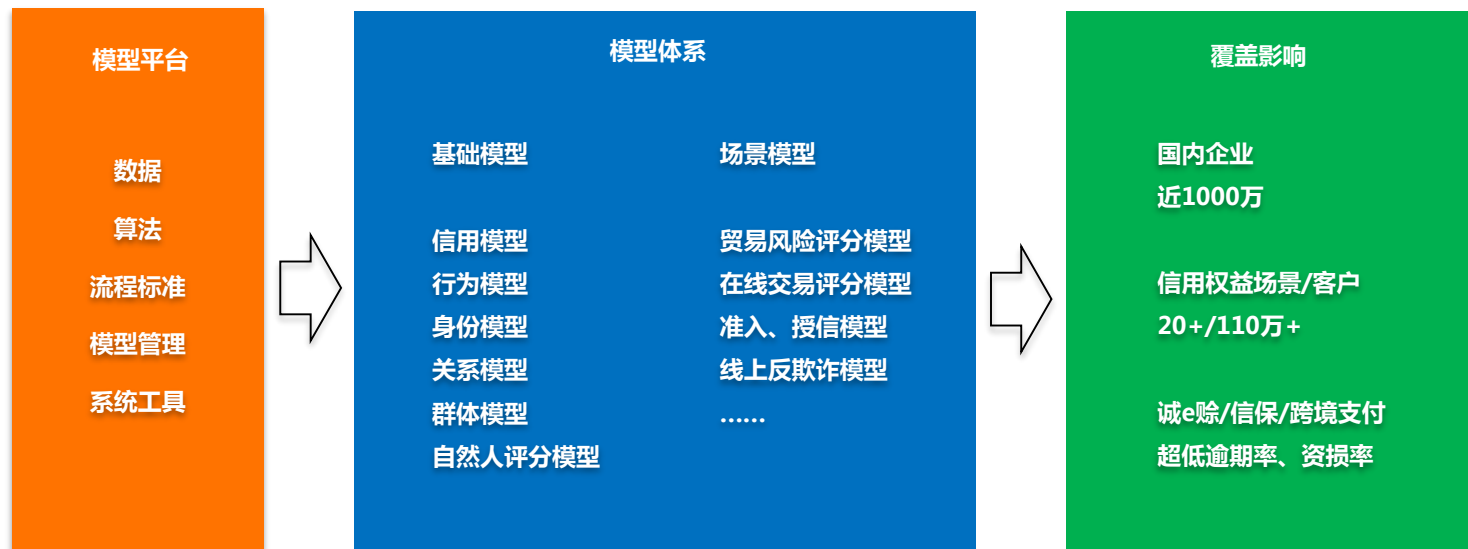 模型平台
数据
算法
流程标准
模型管理
系统工具
模型体系
基础模型
信用模型
行为模型
身份模型
关系模型
群体模型
自然人评分模型
场景模型
贸易风险评分模型
在线交易评分模型
准入、授信模型
线上反欺诈模型
……
覆盖影响
国内企业
近1000万
信用权益场景/客户
20+/110万+
诚e赊/信保/跨境支付
超低逾期率、资损率